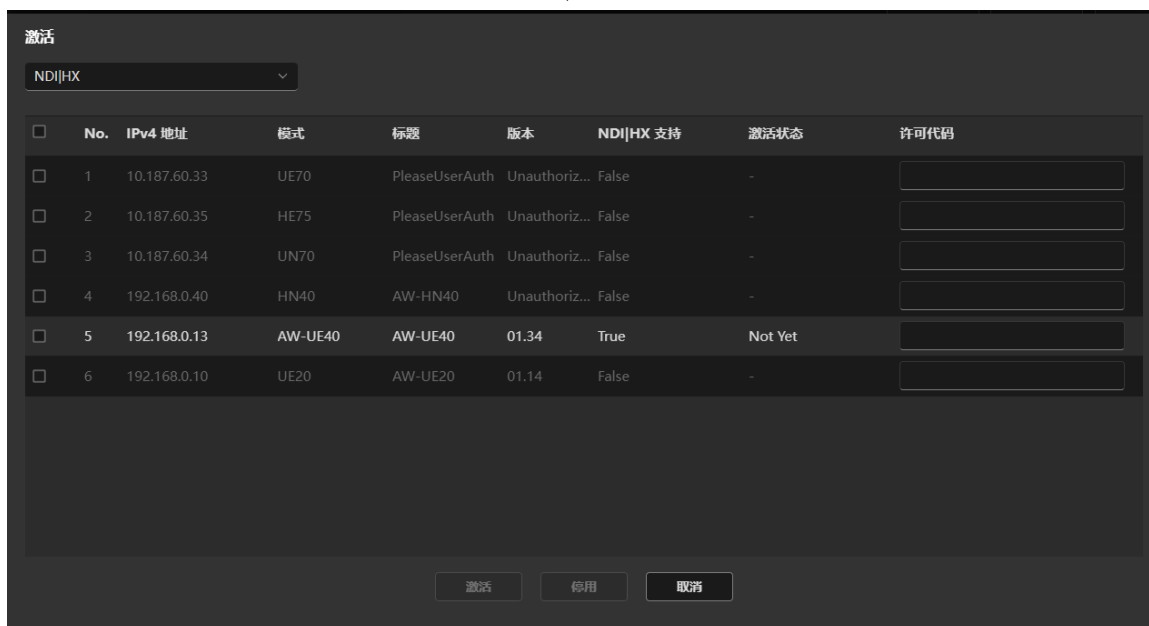 激活
NDI|HX
No. IPv4 地址 模式 标题 版本 NDI|HX 支持 激活状态 许可代码
1 10.187.60.33 UE70 PleaseUserAuth Unauthoriz... False -
2 10.187.60.35 HE75 PleaseUserAuth Unauthoriz... False -
3 10.187.60.34 UN70 PleaseUserAuth Unauthoriz... False -
4 192.168.0.40 HN40 AW-HN40 Unauthoriz... False -
5 192.168.0.13 AW-UE40 AW-UE40 01.34 True Not Yet
6 192.168.0.10 UE20 AW-UE20 01.14 False -
激活 停用 取消